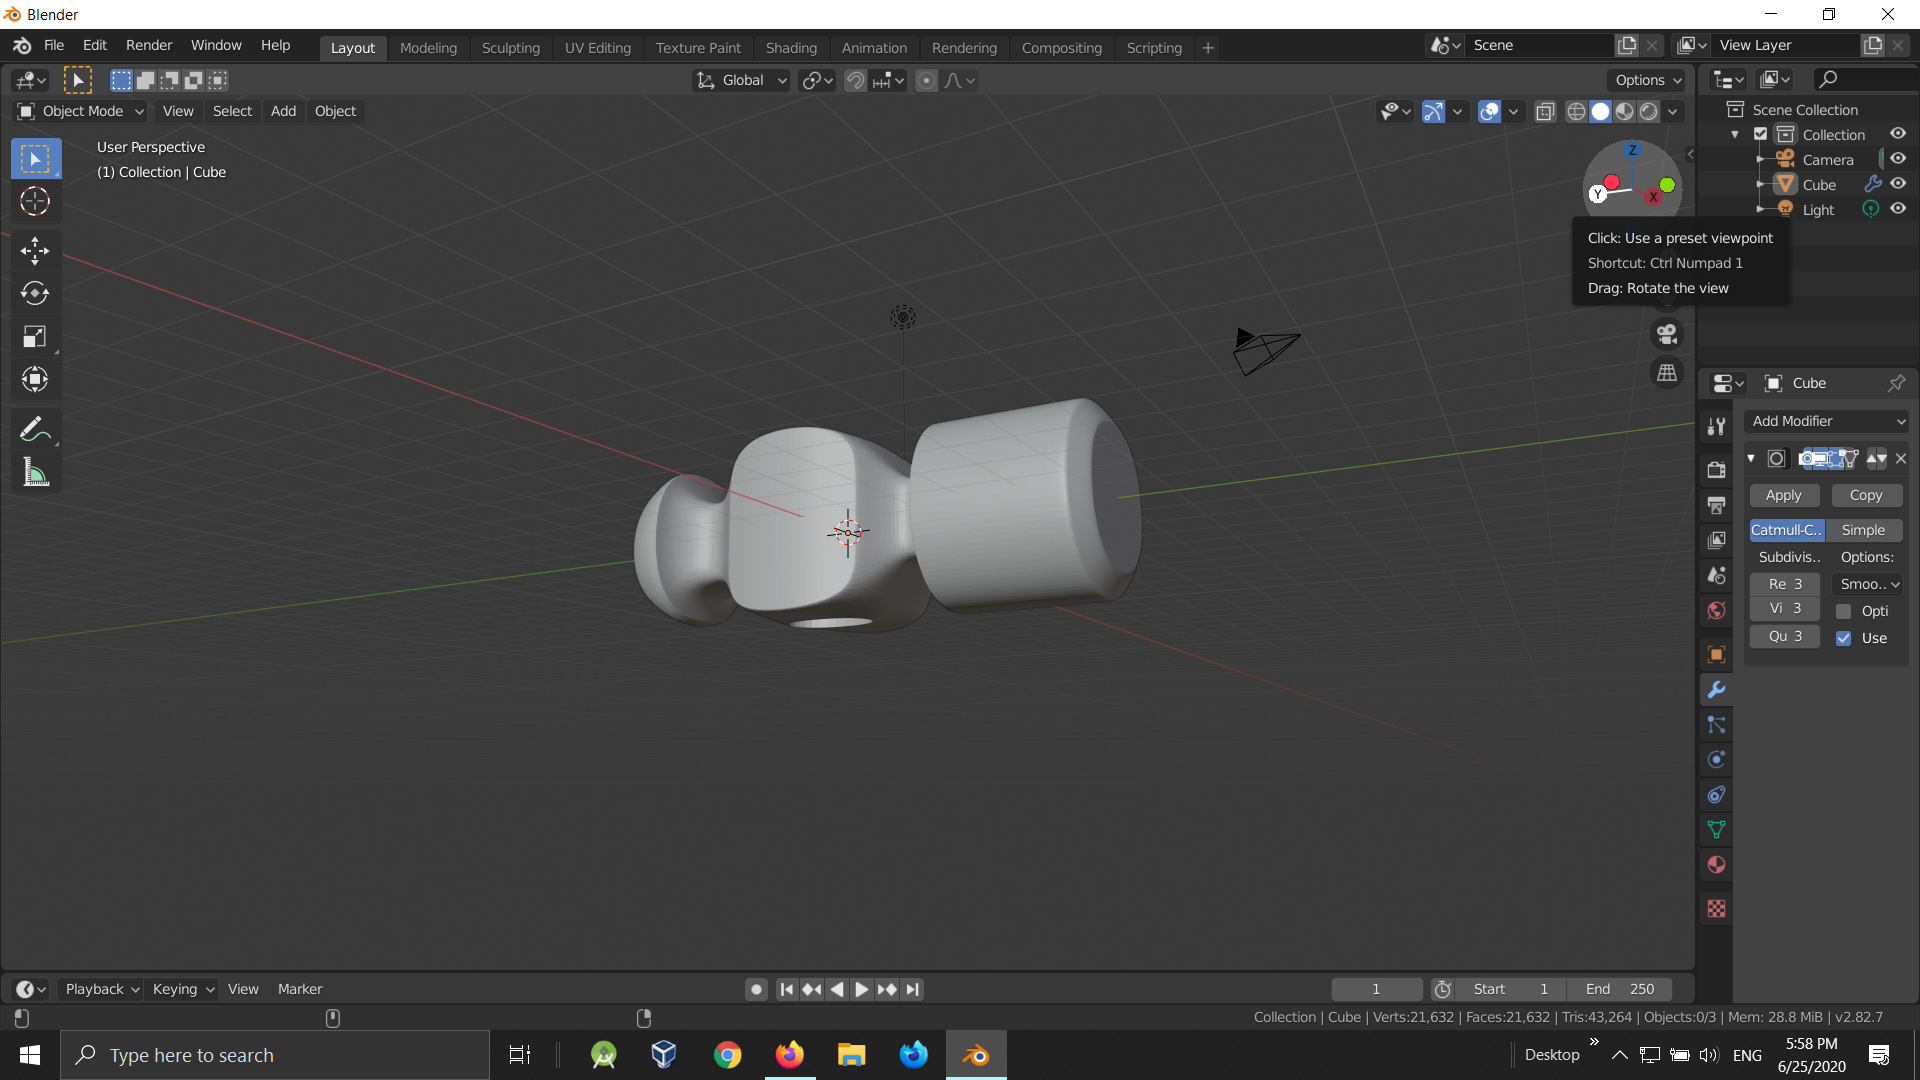 Blender
File Edit Render Window Help Layout Modeling Sculpting UV Editing Texture Paint Shading Animation Rendering Compositing Scripting + Scene View Layer
Global Options
Object Mode View Select Add Object
User Perspective
(1) Collection | Cube
Z
Y
X
Click: Use a preset viewpoint
Shortcut: Ctrl Numpad 1
Drag: Rotate the view
Scene Collection
Collection
Camera
Cube
Light
Cube
Add Modifier
Apply Copy
Catmull-C.. Simple
Subdivis.. Options:
Re 3 Smoo..
Vi 3 Opti
Qu 3 Use
Playback Keying View Marker 1 Start 1 End 250
Collection | Cube | Verts:21,632 | Faces:21,632 | Tris:43,264 | Objects:0/3 | Mem: 28.8 MiB | v2.82.7
Type here to search
Desktop » ENG
5:58 PM
6/25/2020